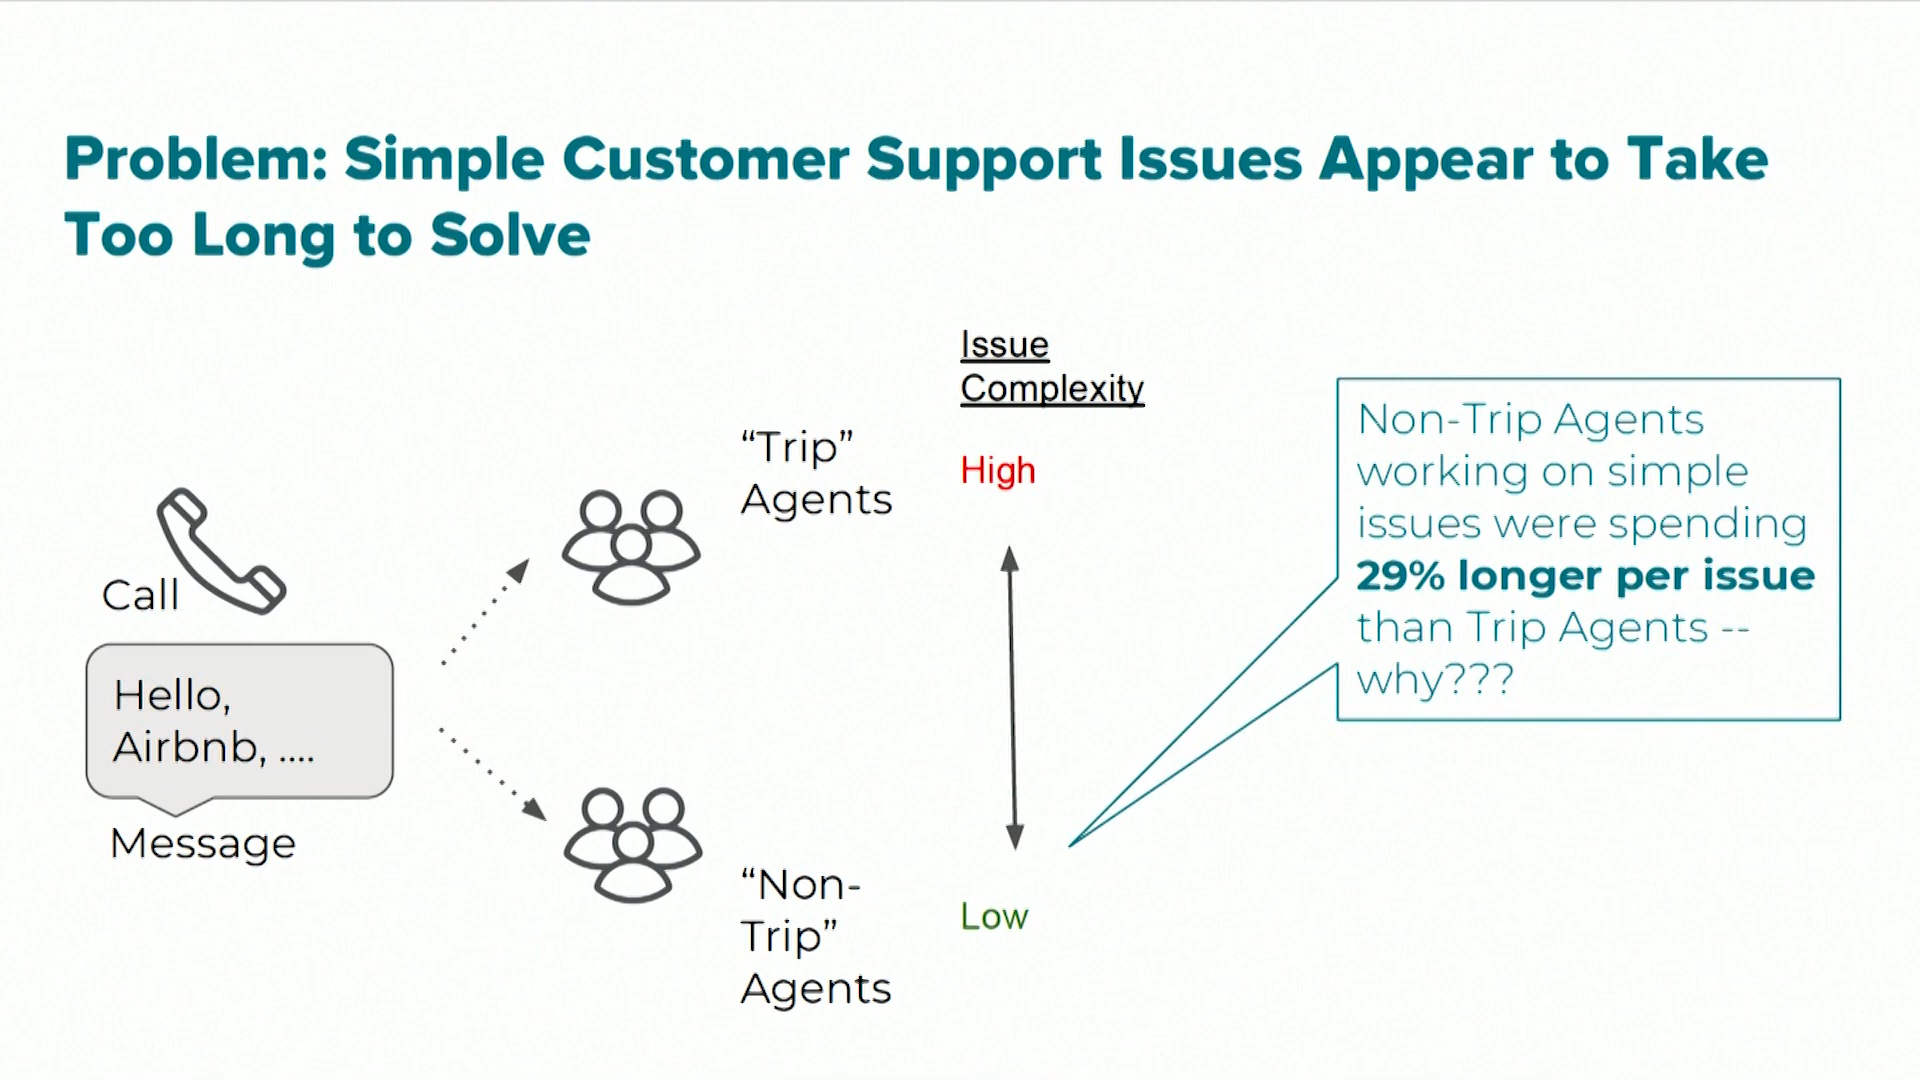 Problem: Simple Customer Support Issues Appear to Take
Too Long to Solve
Call
Hello,
Airbnb, ....
Message
“Trip”
Agents
“Non-
Trip”
Agents
Issue
Complexity
High
Low
Non-Trip Agents
working on simple
issues were spending
29% longer per issue
than Trip Agents --
why???